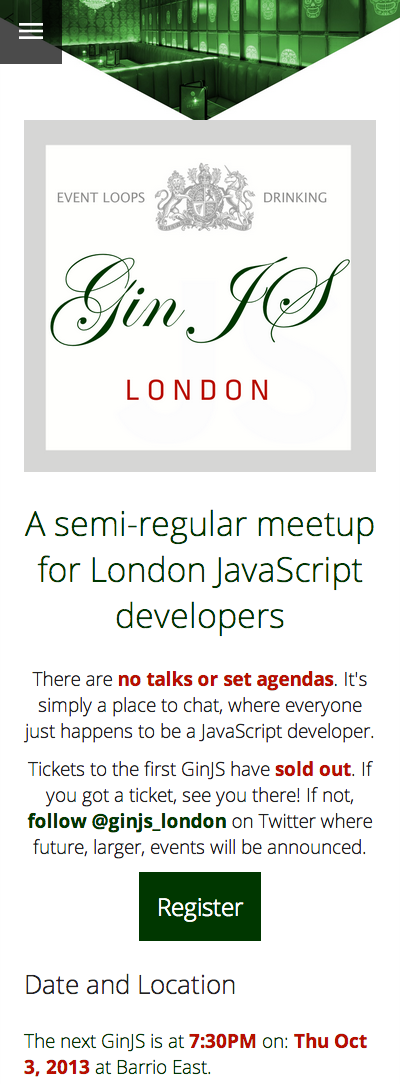 EVENT LOOPS DRINKING
Gin JS
LONDON
A semi-regular meetup
for London JavaScript
developers
There are no talks or set agendas. It's
simply a place to chat, where everyone
just happens to be a JavaScript developer.
Tickets to the first GinJS have sold out. If
you got a ticket, see you there! If not,
follow @ginjs_london on Twitter where
future, larger, events will be announced.
Register
Date and Location
The next GinJS is at 7:30PM on: Thu Oct
3, 2013 at Barrio East.